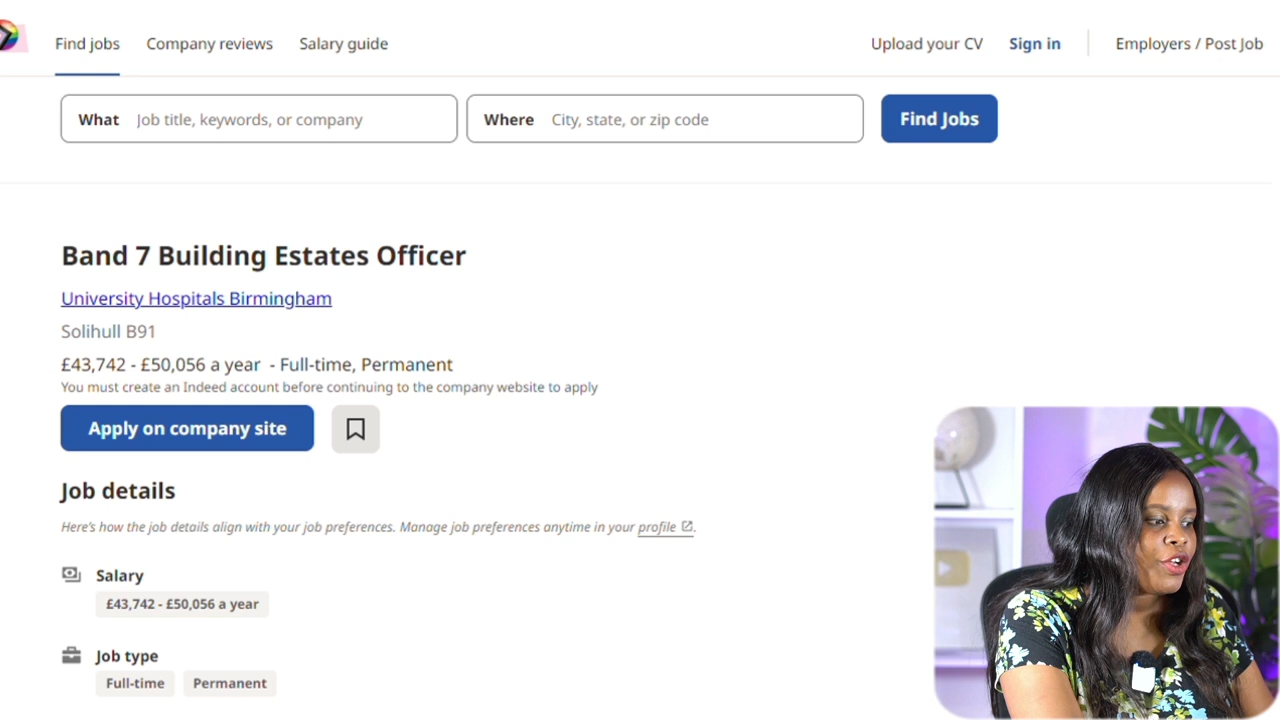 Find jobs
Company reviews
Salary guide
Upload your CV
Sign in
Employers / Post Job
What Job title, keywords, or company
Where City, state, or zip code
Find Jobs
Band 7 Building Estates Officer
University Hospitals Birmingham
Solihull B91
£43,742 - £50,056 a year - Full-time, Permanent
You must create an Indeed account before continuing to the company website to apply
Apply on company site
Job details
Here's how the job details align with your job preferences. Manage job preferences anytime in your profile.
Salary
£43,742 - £50,056 a year
Job type
Full-time
Permanent